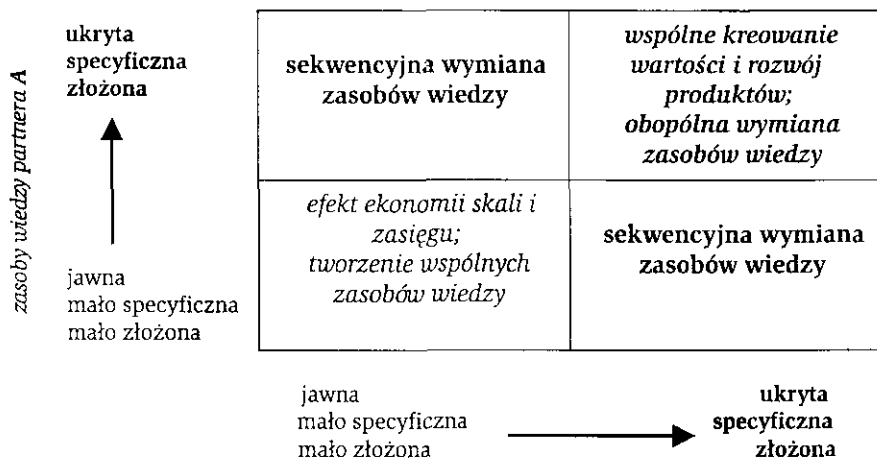 zasoby wiedzy partnera A
ukryta
specyficzna
złożona
jawna
mało specyficzna
mało złożona
sekwencyjna wymiana
zasobów wiedzy
wspólne kreowanie
wartości i rozwój
produktów;
obopólna wymiana
zasobów wiedzy
efekt ekonomii skali i
zasięgu;
tworzenie wspólnych
zasobów wiedzy
sekwencyjna wymiana
zasobów wiedzy
jawna
mało specyficzna
mało złożona
ukryta
specyficzna
złożona